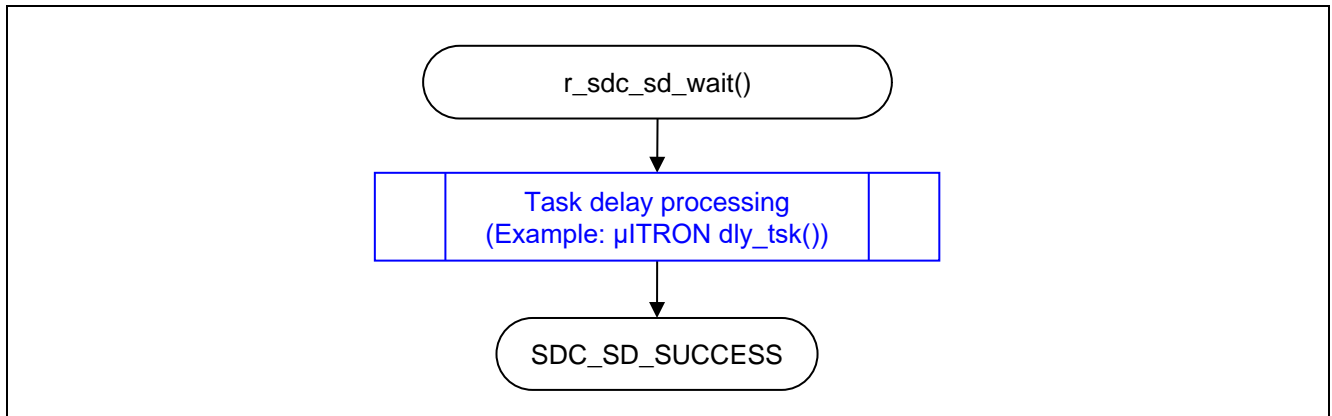 r_sdc_sd_wait()
Task delay processing
(Example: µITRON dly_tsk())
SDC_SD_SUCCESS